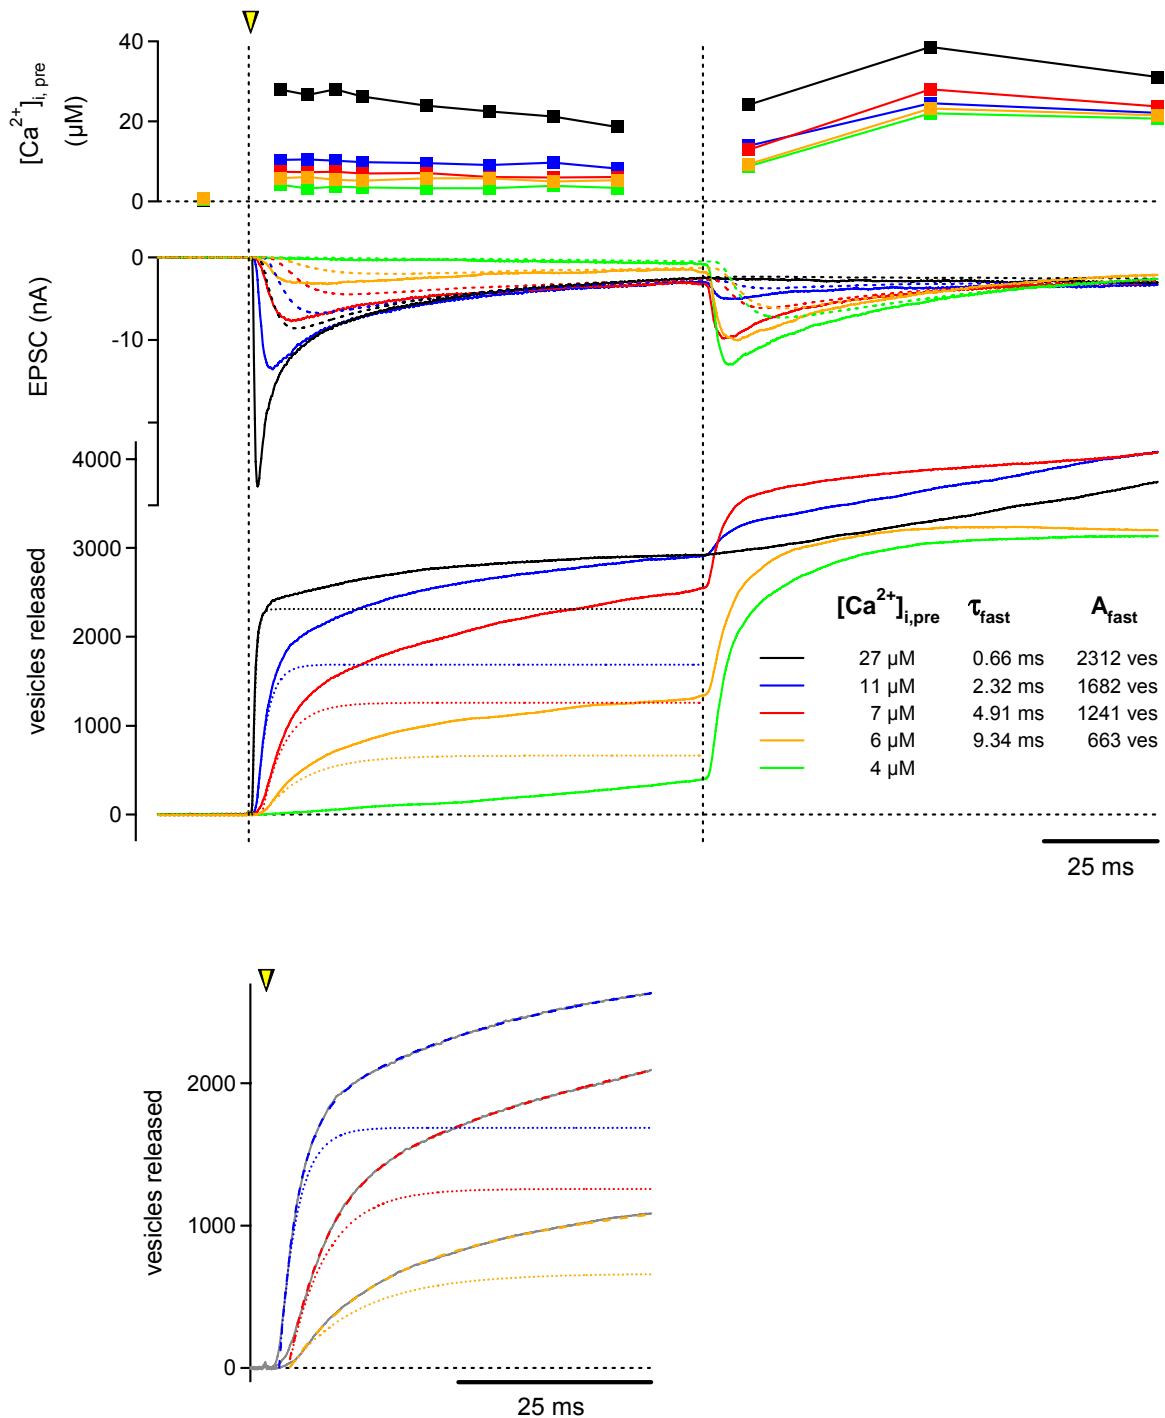 [Ca2+]i, pre
(µM)
40
20
0
EPSC (nA)
0
-10
vesicles released
4000
3000
2000
1000
0
[Ca2+]i,pre τfast Afast
27 µM 0.66 ms 2312 ves
11 µM 2.32 ms 1682 ves
7 µM 4.91 ms 1241 ves
6 µM 9.34 ms 663 ves
4 µM
25 ms
vesicles released
2000
1000
0
25 ms